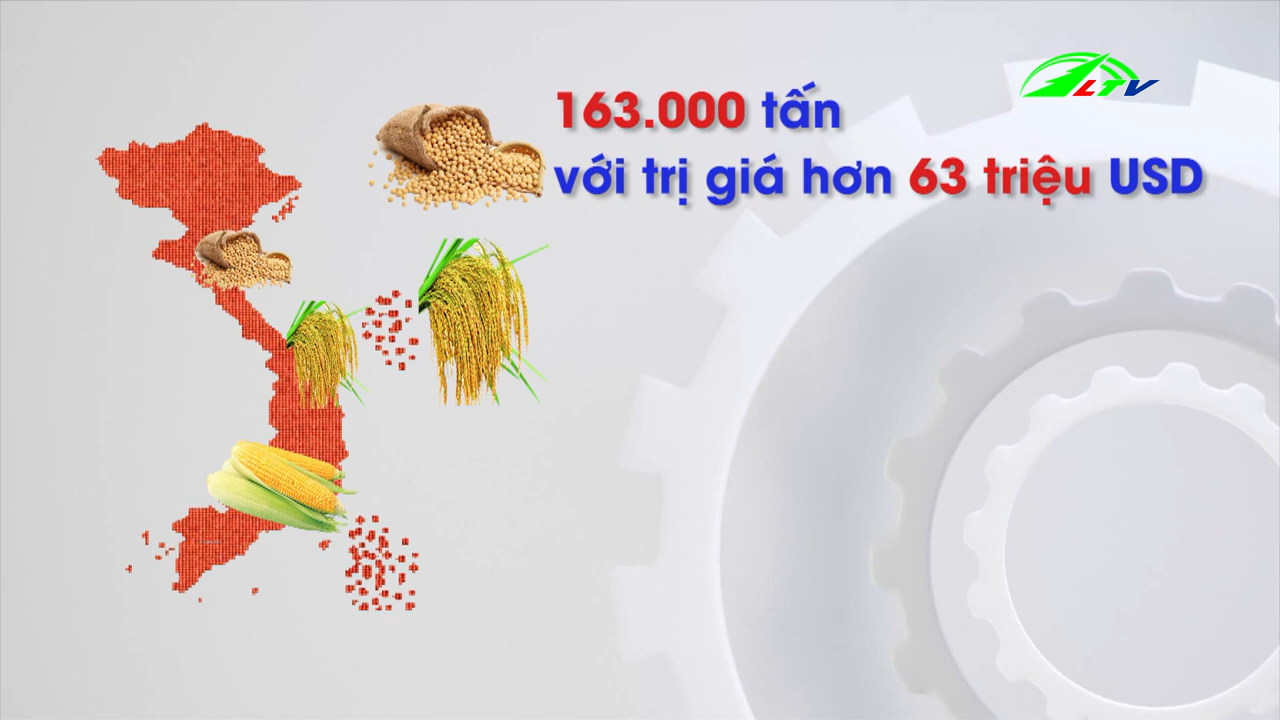 LTV
163.000 tấn
với trị giá hơn 63 triệu USD